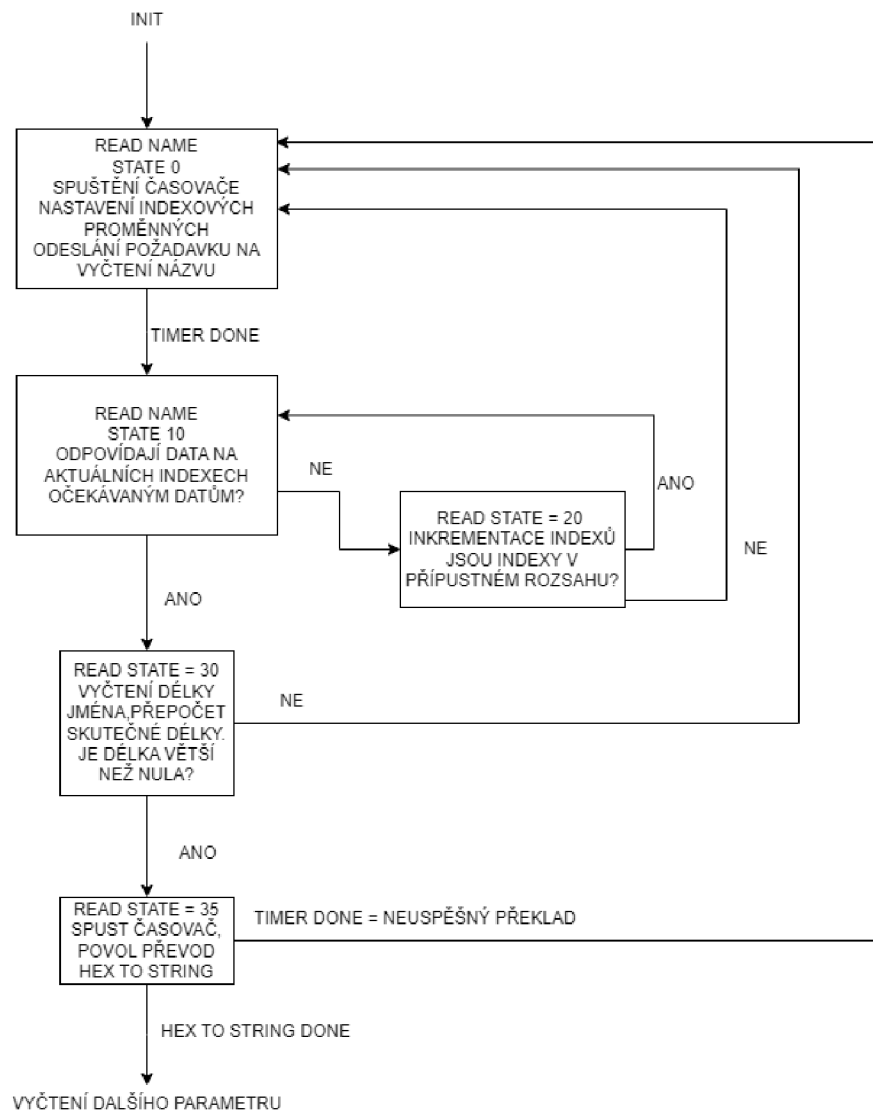 INIT
READ NAME
STATE 0
SPUŠTĚNÍ ČASOVAČE
NASTAVENÍ INDEXOVÝCH
PROMĚNNÝCH
ODESLÁNÍ POŽADAVKU NA
VYČTENÍ NÁZVU
TIMER DONE
READ NAME
STATE 10
ODPOVÍDAJÍ DATA NA
AKTUÁLNÍCH INDEXECH
OČEKÁVANÝM DATŮM?
NE
ANO
READ STATE = 20
INKREMENTACE INDEXŮ
JSOU INDEXY V
PŘÍPUSTNÉM ROZSAHU?
NE
ANO
READ STATE = 30
VYČTENÍ DÉLKY
JMÉNA,PŘEPOČET
SKUTEČNÉ DÉLKY.
JE DÉLKA VĚTŠÍ
NEŽ NULA?
NE
ANO
READ STATE = 35
SPUST ČASOVAČ,
POVOL PŘEVOD
HEX TO STRING
TIMER DONE = NEUSPĚŠNÝ PŘEKLAD
HEX TO STRING DONE
VYČTENÍ DALŠÍHO PARAMETRU